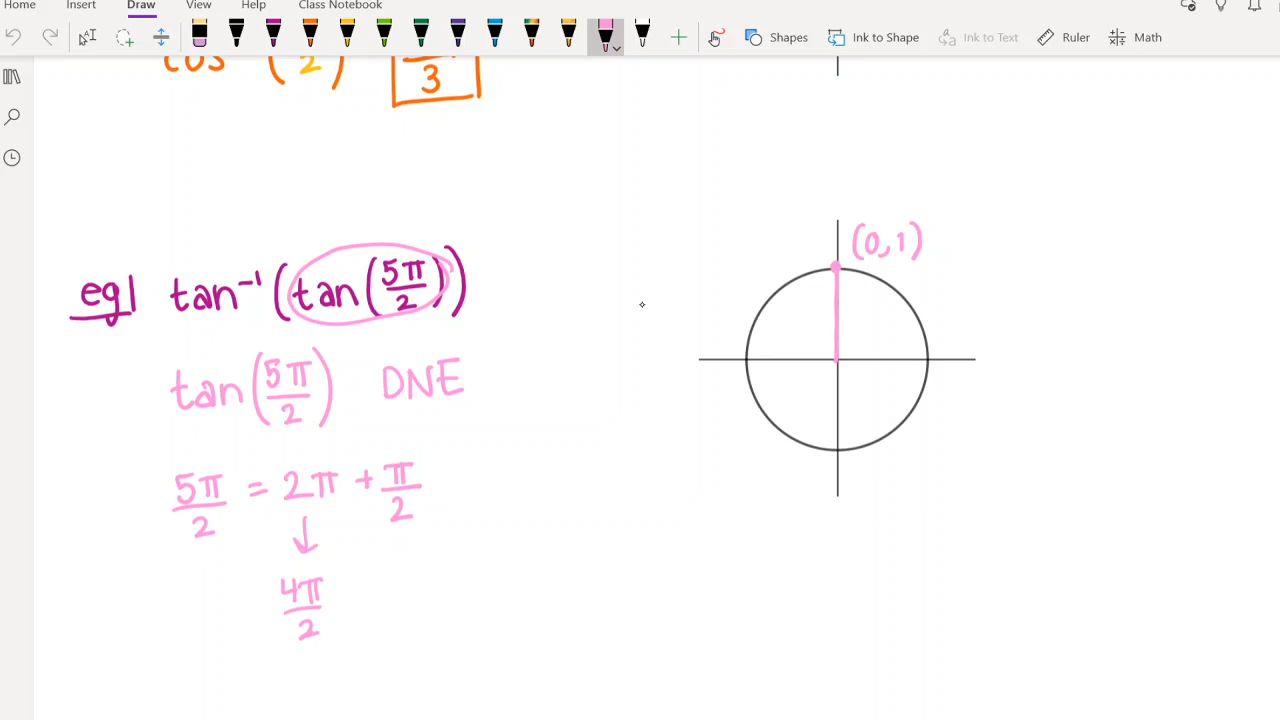 Home Insert Draw View Help Class Notebook
Shapes Ink to Shape Ink to Text Ruler Math
cos (2) 3
(0,1)
eg| tan⁻¹(tan(5π/2))
tan(5π/2) DNE
5π/2 = 2π + π/2
↓
4π/2